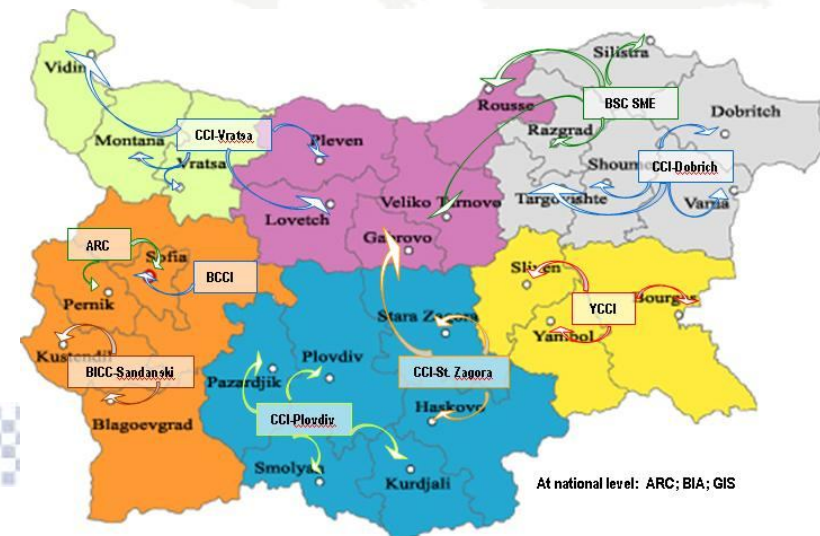 Silistra
Vidin
Rousse
BSC SME
Dobritch
Montana
CCI-Vratsa
Pleven
Razgrad
Vratsa
Shoume
CCI-Dobrich
Lovetch
Veliko Turnovo
Targovishte
Varna
ARC
Sofia
Gabrovo
BCCI
Sliven
Pernik
YCCI
Bourgas
Stara Zagora
Yambol
Kustendil
BICC-Sandanski
Plovdiv
Pazardjik
CCI-St. Zagora
Haskovo
CCI-Plovdiv
Blagoevgrad
Smolyan
Kurdjali
At national level: ARC; BIA; GIS